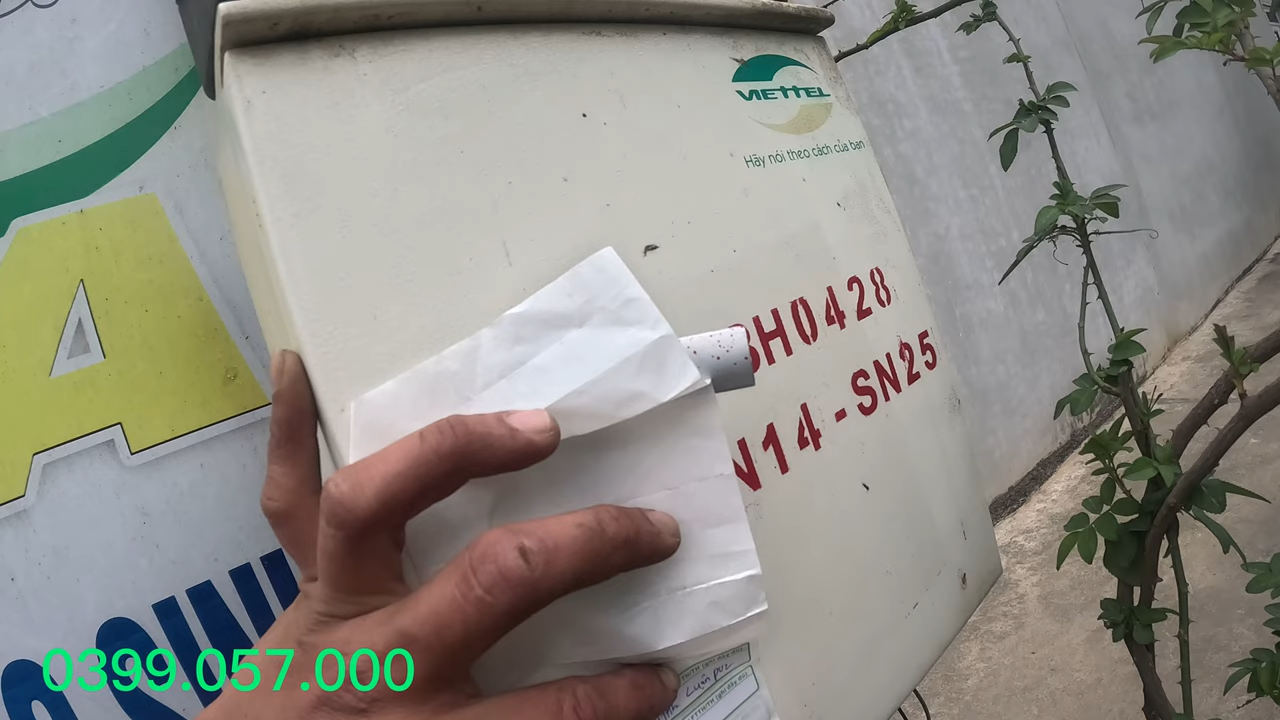 VIETTEL
Hãy nói theo cách của bạn
BH0428
N14-SN25
A
0399.057.000